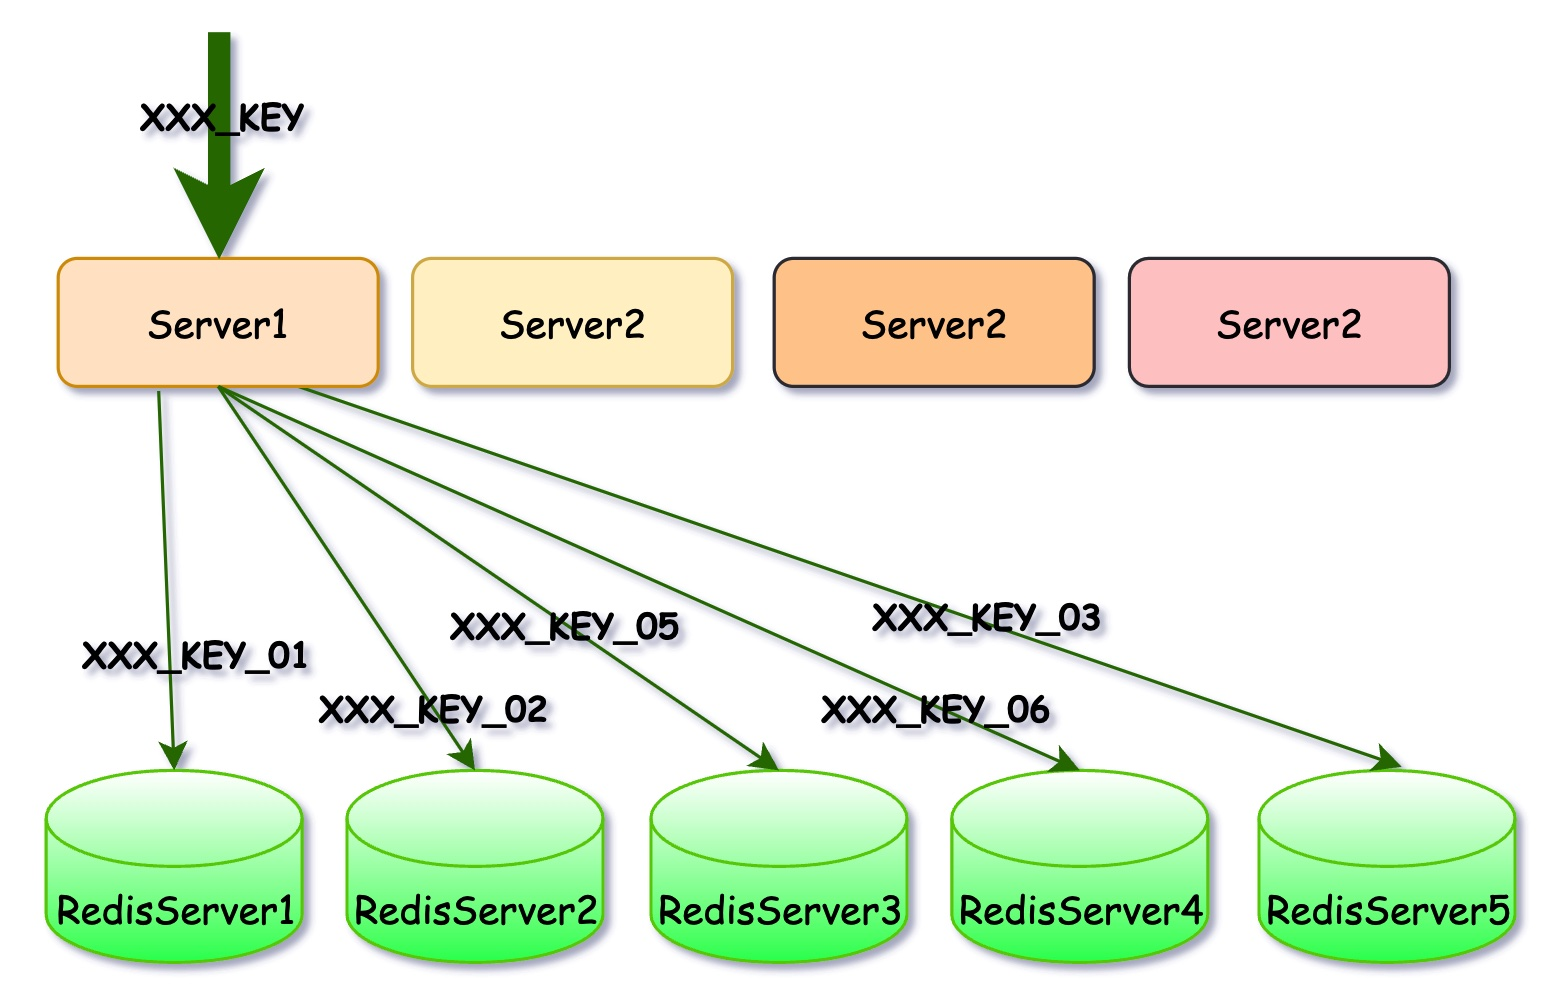 XXX_KEY
Server1
Server2
Server2
Server2
XXX_KEY_01
XXX_KEY_02
XXX_KEY_05
XXX_KEY_06
XXX_KEY_03
RedisServer1
RedisServer2
RedisServer3
RedisServer4
RedisServer5